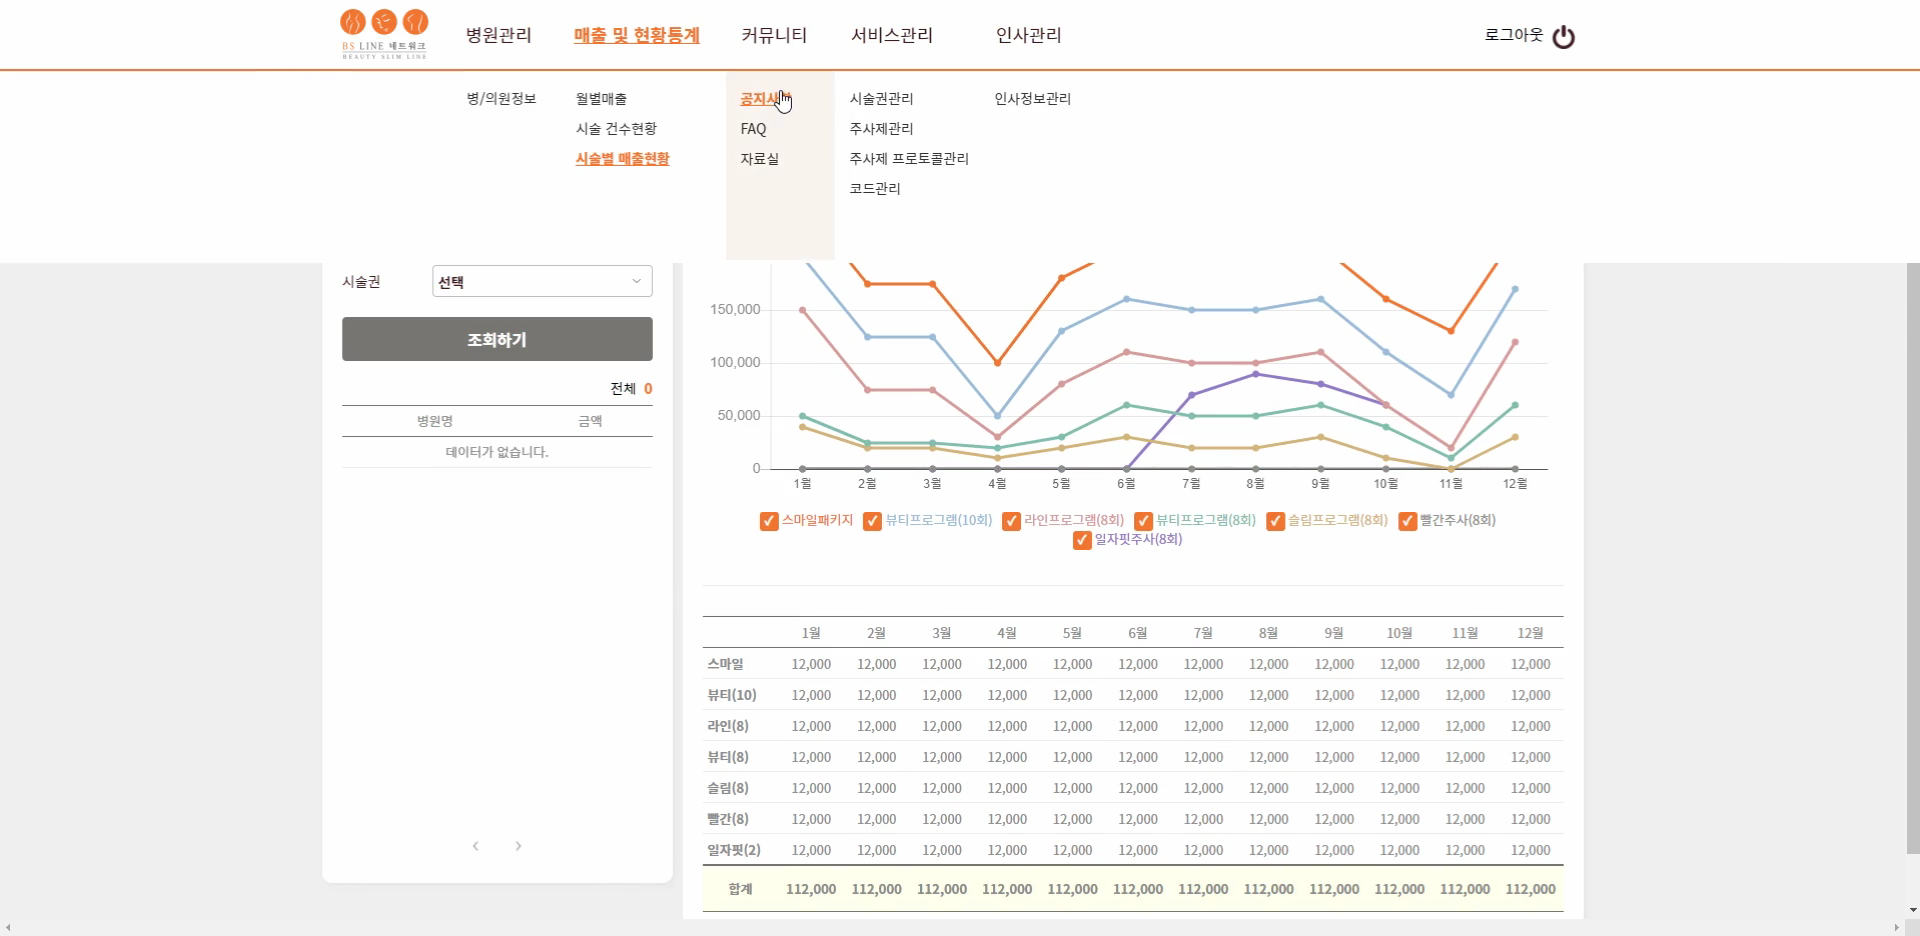 BS LINE 네트워크
BEAUTY SLIM LINE
병원관리 매출 및 현황통계 커뮤니티 서비스관리 인사관리 로그아웃
병/의원정보 월별매출 공지사 시술권관리 인사정보관리
시술 건수현황 FAQ 주사제관리
시술별 매출현황 자료실 주사제 프로토콜관리
코드관리
시술권 선택
조회하기
전체 0
병원명 금액
데이터가 없습니다.
150,000
100,000
50,000
0
1월 2월 3월 4월 5월 6월 7월 8월 9월 10월 11월 12월
스마일패키지 뷰티프로그램(10회) 라인프로그램(8회) 뷰티프로그램(8회) 슬림프로그램(8회) 빨간주사(8회)
일자핏주사(8회)
1월 2월 3월 4월 5월 6월 7월 8월 9월 10월 11월 12월
스마일 12,000 12,000 12,000 12,000 12,000 12,000 12,000 12,000 12,000 12,000 12,000 12,000
뷰티(10) 12,000 12,000 12,000 12,000 12,000 12,000 12,000 12,000 12,000 12,000 12,000 12,000
라인(8) 12,000 12,000 12,000 12,000 12,000 12,000 12,000 12,000 12,000 12,000 12,000 12,000
뷰티(8) 12,000 12,000 12,000 12,000 12,000 12,000 12,000 12,000 12,000 12,000 12,000 12,000
슬림(8) 12,000 12,000 12,000 12,000 12,000 12,000 12,000 12,000 12,000 12,000 12,000 12,000
빨간(8) 12,000 12,000 12,000 12,000 12,000 12,000 12,000 12,000 12,000 12,000 12,000 12,000
일자핏(2) 12,000 12,000 12,000 12,000 12,000 12,000 12,000 12,000 12,000 12,000 12,000 12,000
합계 112,000 112,000 112,000 112,000 112,000 112,000 112,000 112,000 112,000 112,000 112,000 112,000